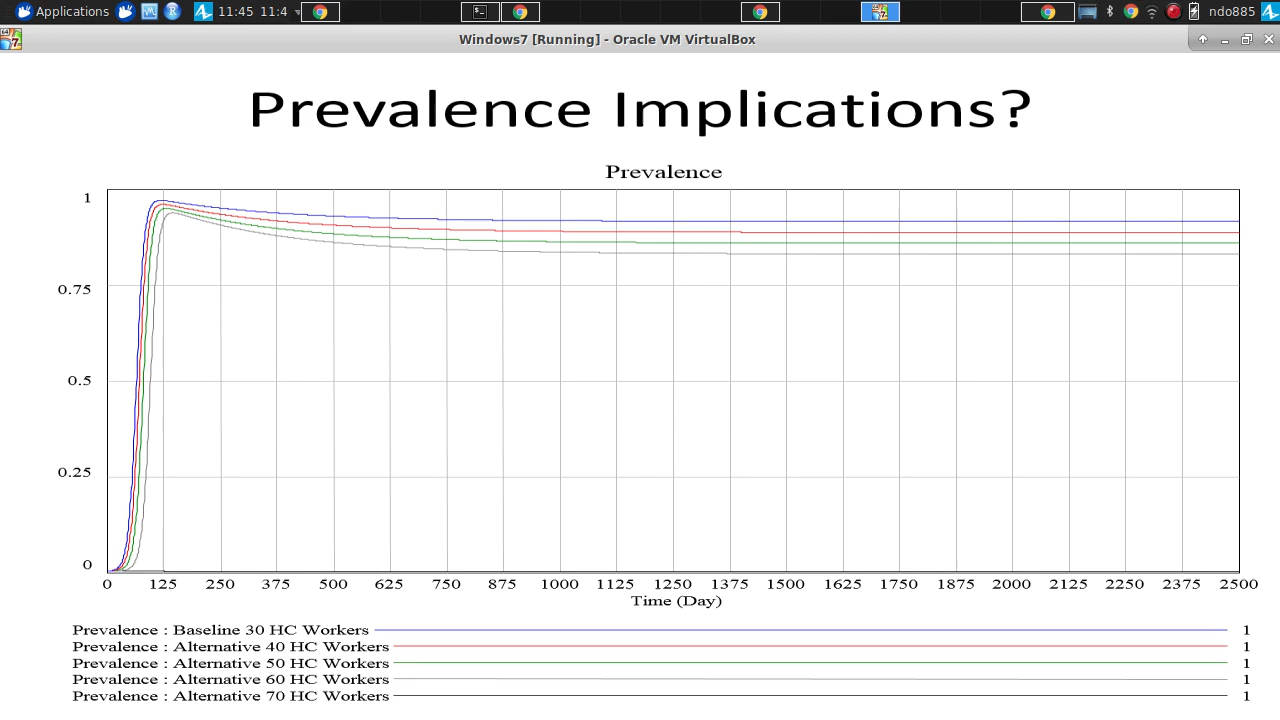 Applications 11:45 11:4 ndo885
Windows7 [Running] - Oracle VM VirtualBox
Prevalence Implications?
Prevalence
1
0.75
0.5
0.25
0
0 125 250 375 500 625 750 875 1000 1125 1250 1375 1500 1625 1750 1875 2000 2125 2250 2375 2500
Time (Day)
Prevalence : Baseline 30 HC Workers 1
Prevalence : Alternative 40 HC Workers 1
Prevalence : Alternative 50 HC Workers 1
Prevalence : Alternative 60 HC Workers 1
Prevalence : Alternative 70 HC Workers 1